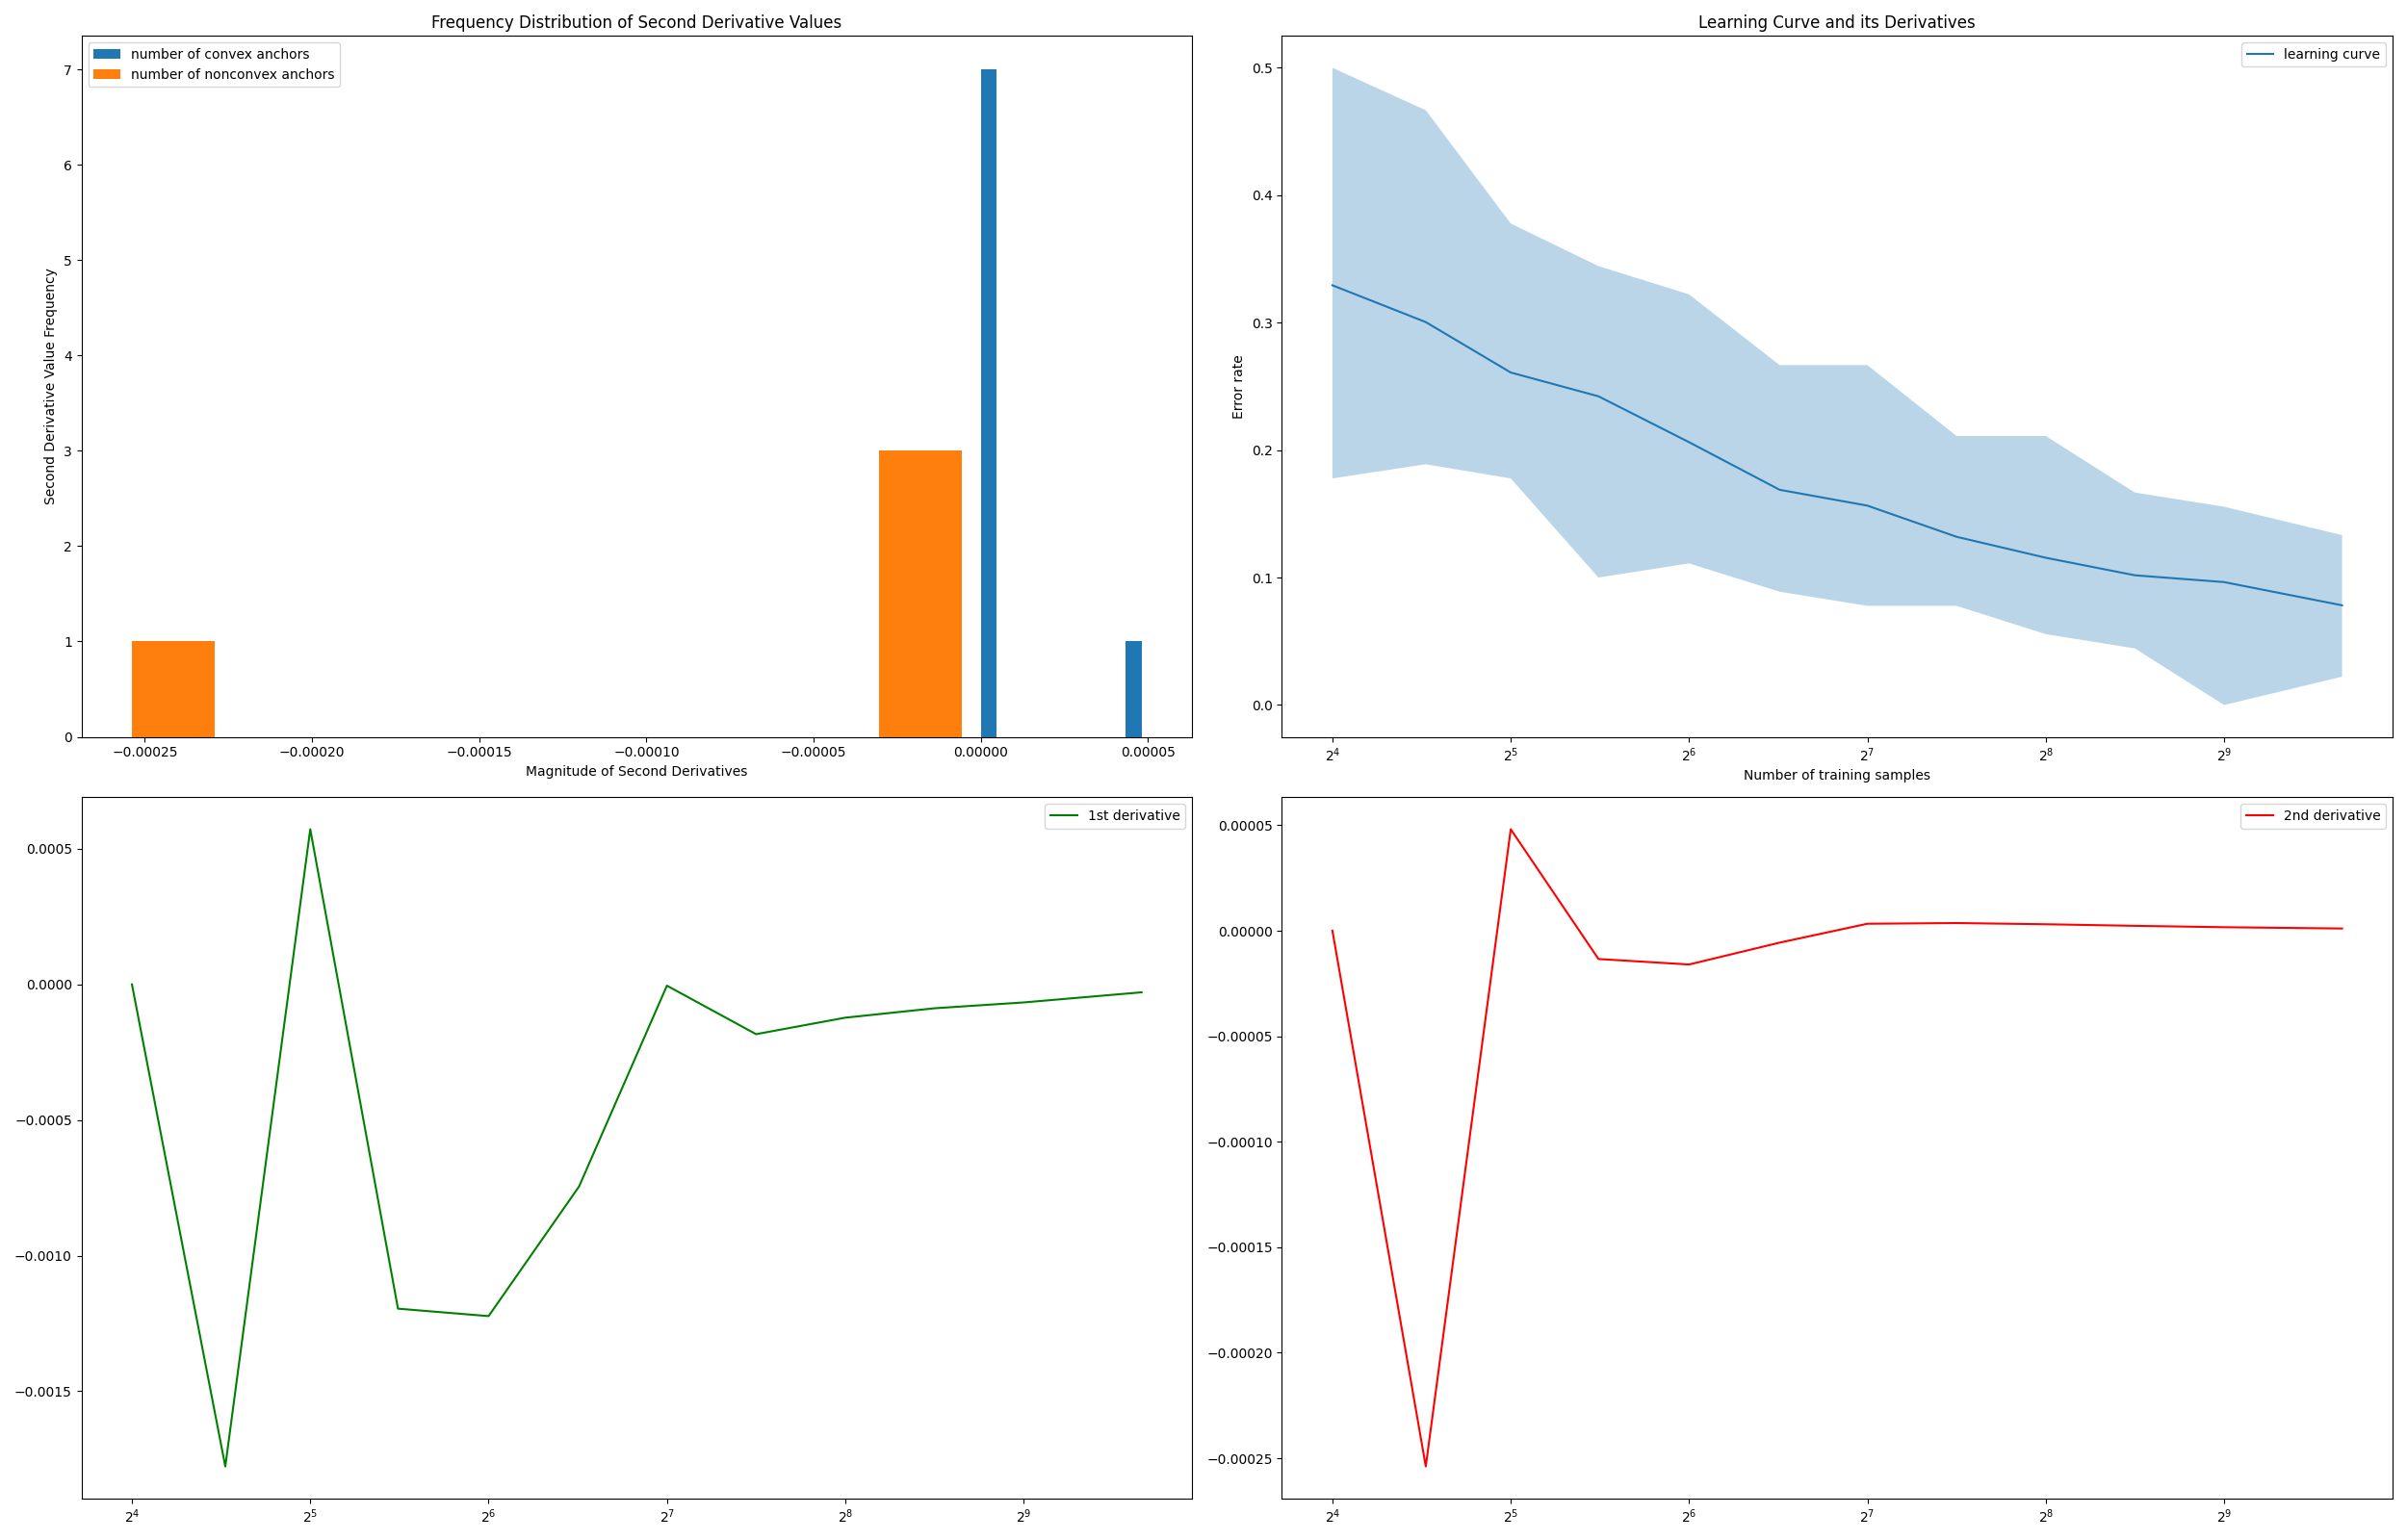 Frequency Distribution of Second Derivative Values
number of convex anchors
number of nonconvex anchors
Second Derivative Value Frequency
7
6
5
4
3
2
1
0
−0.00025 −0.00020 −0.00015 −0.00010 −0.00005 0.00000 0.00005
Magnitude of Second Derivatives
Learning Curve and its Derivatives
learning curve
Error rate
0.5
0.4
0.3
0.2
0.1
0.0
2⁴ 2⁵ 2⁶ 2⁷ 2⁸ 2⁹
Number of training samples
1st derivative
0.0005
0.0000
−0.0005
−0.0010
−0.0015
2⁴ 2⁵ 2⁶ 2⁷ 2⁸ 2⁹
2nd derivative
0.00005
0.00000
−0.00005
−0.00010
−0.00015
−0.00020
−0.00025
2⁴ 2⁵ 2⁶ 2⁷ 2⁸ 2⁹